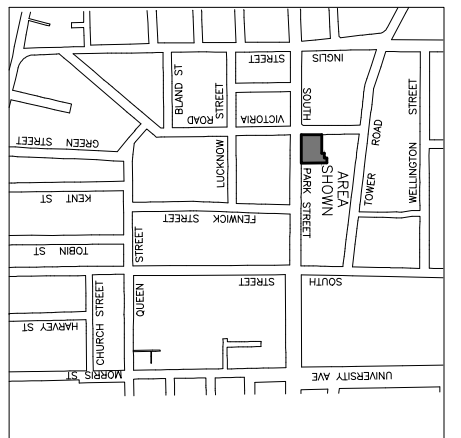 INGLIS
STREET
BLAND ST
SOUTH
PARK STREET
VICTORIA
ROAD
LUCKNOW
STREET
TOWER
ROAD
WELLINGTON
STREET
GREEN
STREET
AREA
SHOWN
KENT ST
FENWICK STREET
TOBIN ST
QUEEN
STREET
SOUTH
STREET
CHURCH STREET
HARVEY ST
MORRIS ST
UNIVERSITY AVE